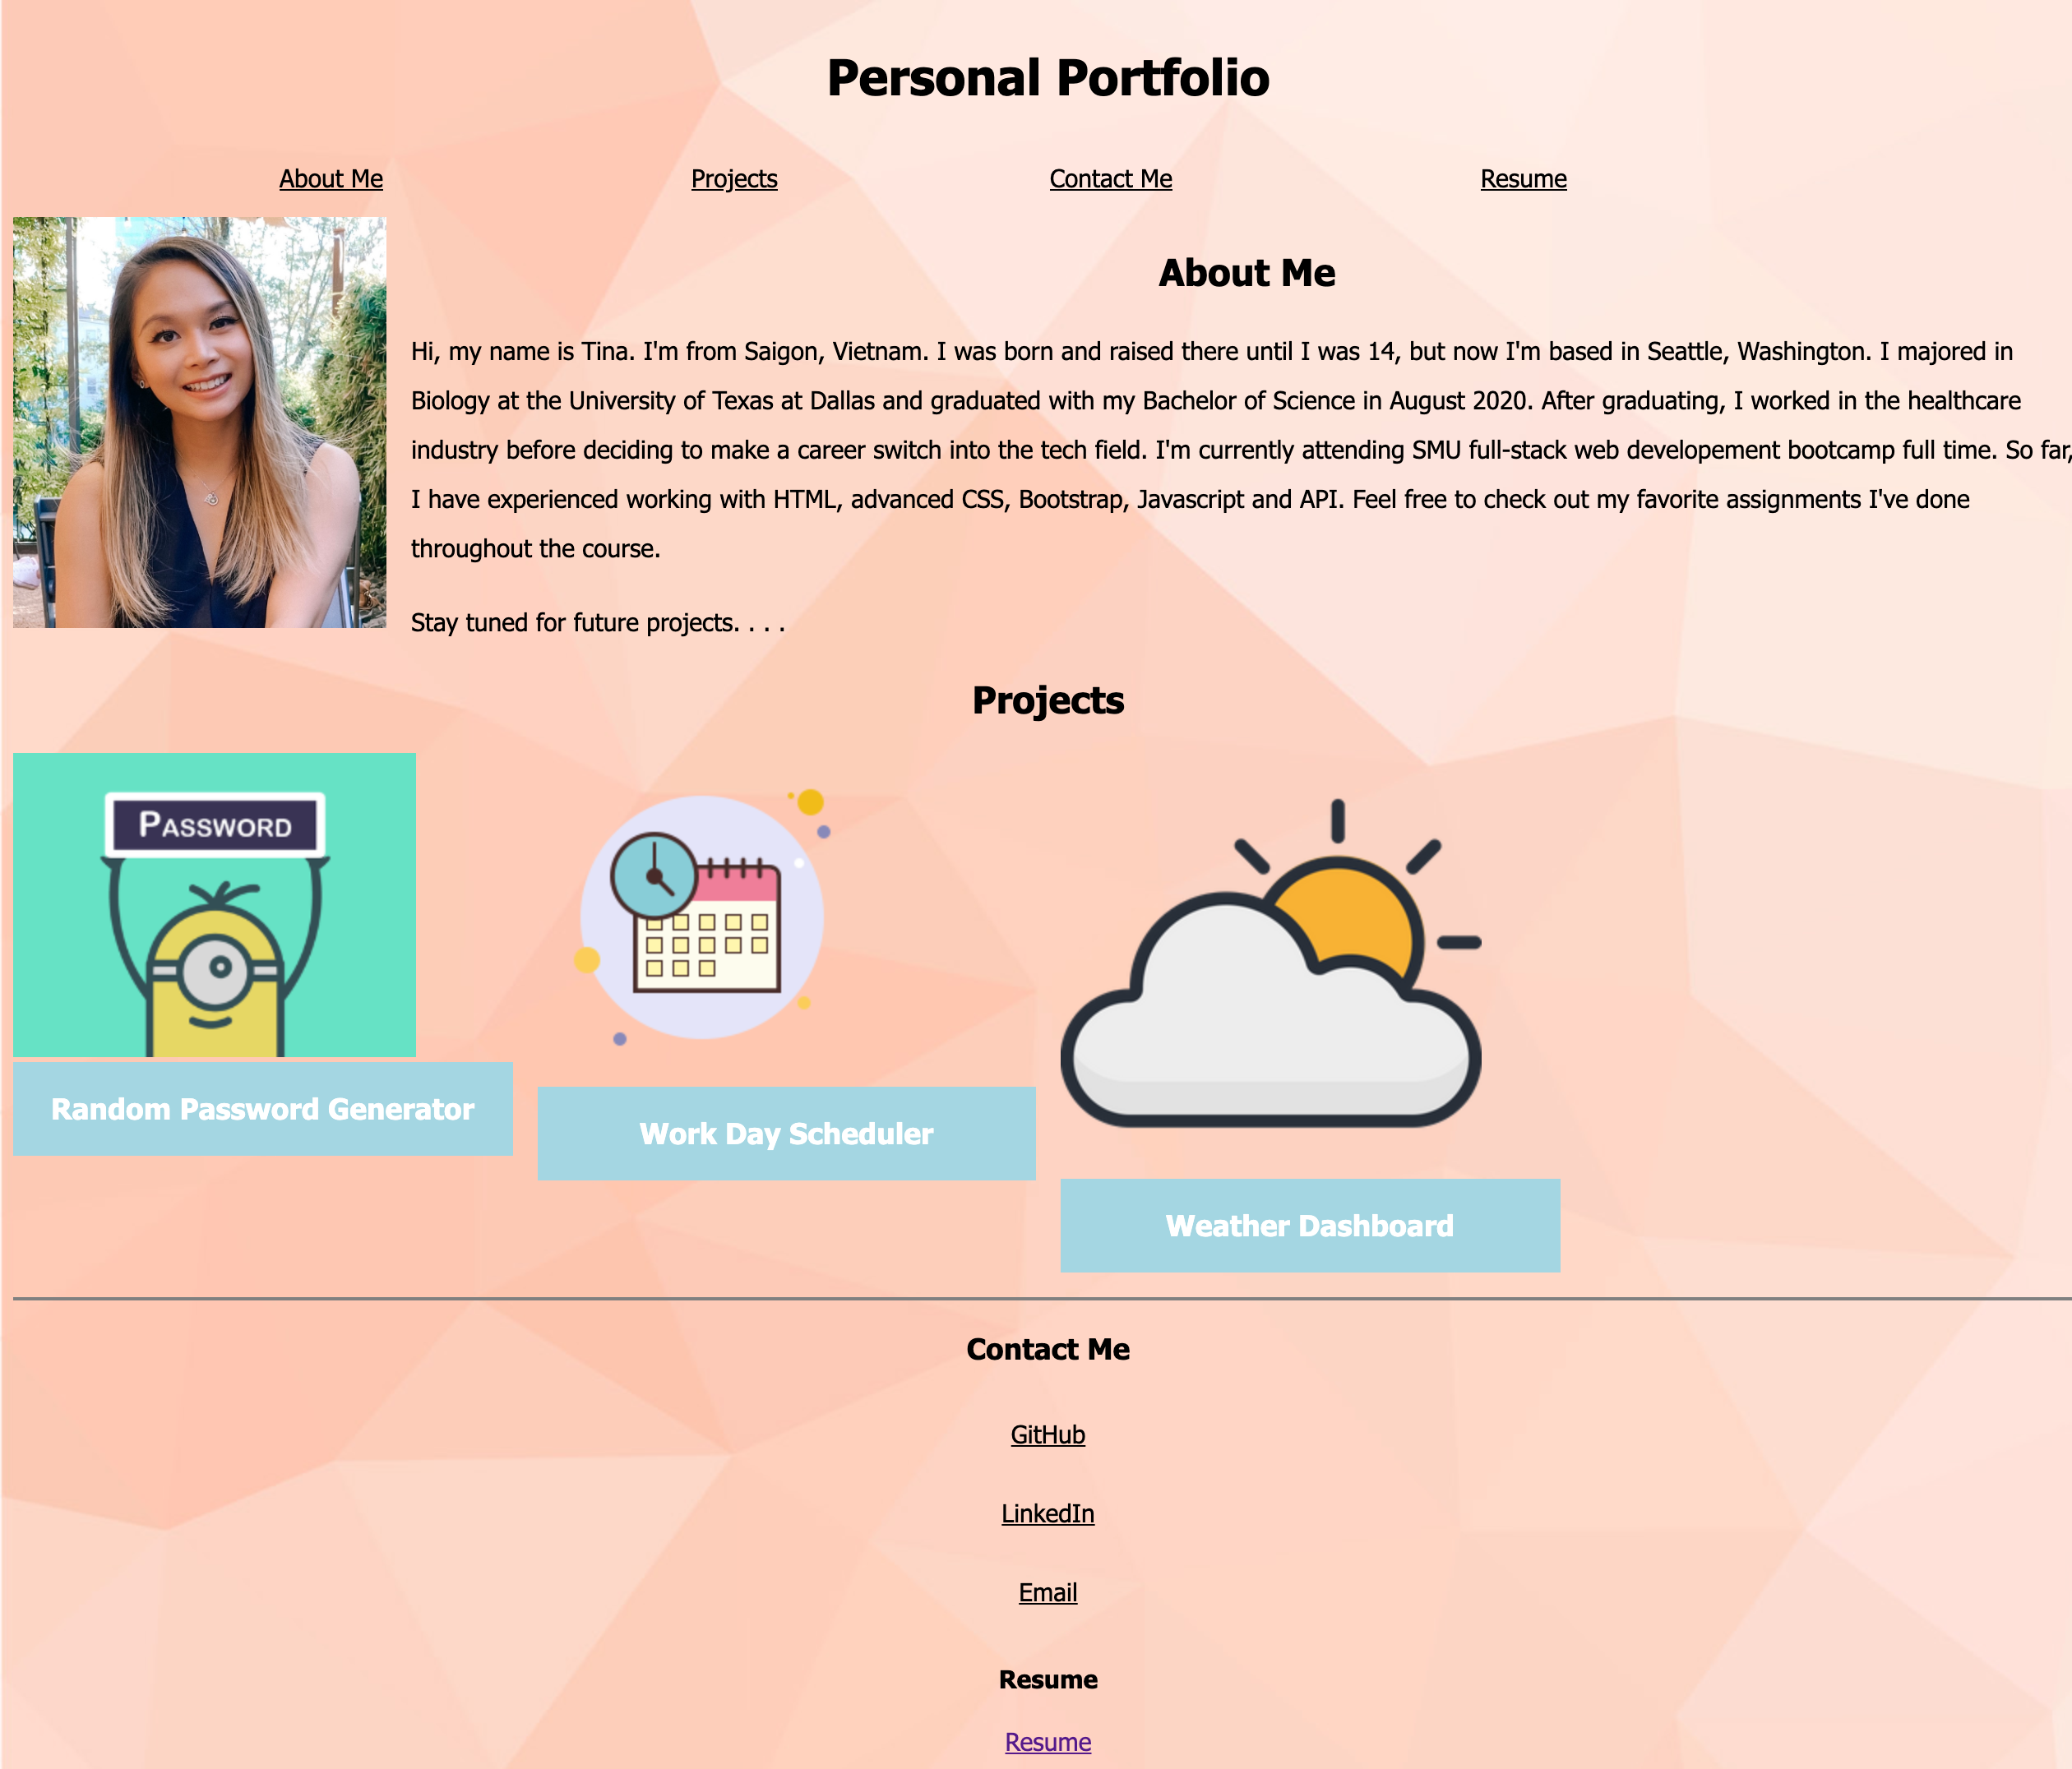 Personal Portfolio
About Me Projects Contact Me Resume
About Me
Hi, my name is Tina. I'm from Saigon, Vietnam. I was born and raised there until I was 14, but now I'm based in Seattle, Washington. I majored in
Biology at the University of Texas at Dallas and graduated with my Bachelor of Science in August 2020. After graduating, I worked in the healthcare
industry before deciding to make a career switch into the tech field. I'm currently attending SMU full-stack web developement bootcamp full time. So far,
I have experienced working with HTML, advanced CSS, Bootstrap, Javascript and API. Feel free to check out my favorite assignments I've done
throughout the course.
Stay tuned for future projects. . . .
Projects
PASSWORD
Random Password Generator
Work Day Scheduler
Weather Dashboard
Contact Me
GitHub
LinkedIn
Email
Resume
Resume